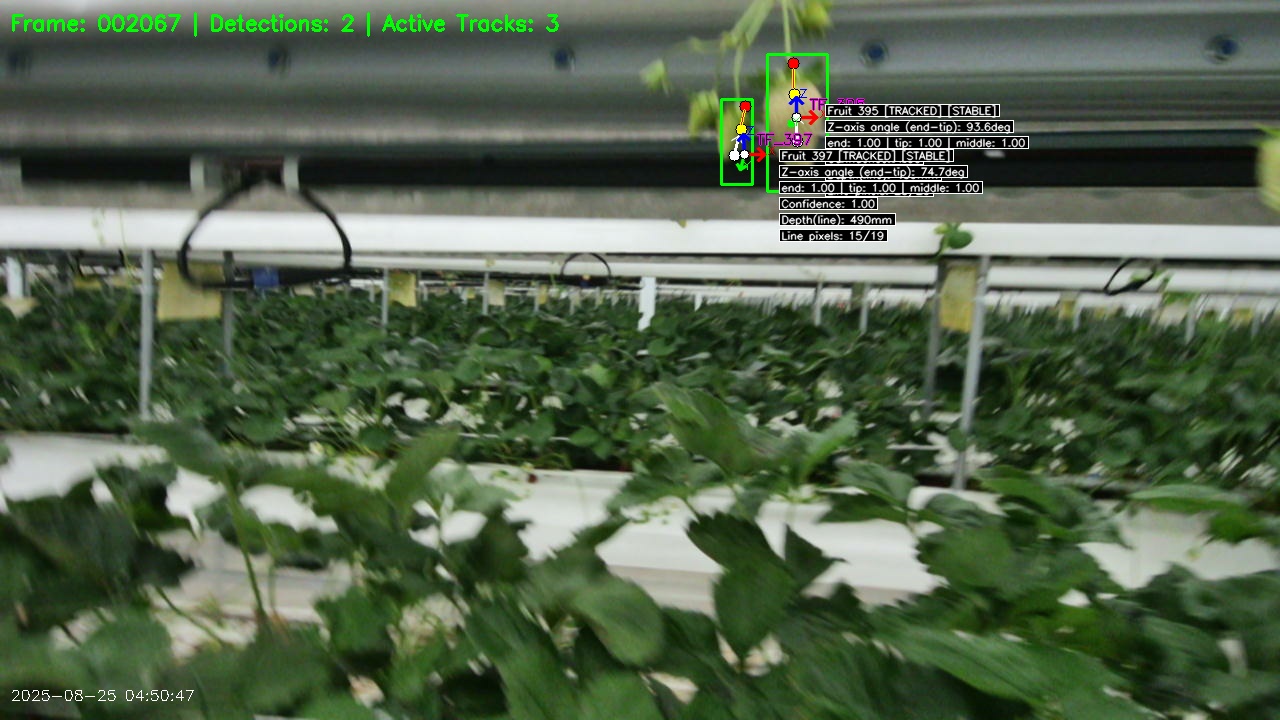 Frame: 002067 | Detections: 2 | Active Tracks: 3
Fruit 395 [TRACKED] [STABLE]
Z-axis angle (end-tip): 93.6deg
end: 1.00 | tip: 1.00 | middle: 1.00
TF_397
Fruit 397 [TRACKED] [STABLE]
Z-axis angle (end-tip): 74.7deg
end: 1.00 | tip: 1.00 | middle: 1.00
Confidence: 1.00
Depth(line): 490mm
Line pixels: 15/19
2025-08-25 04:50:47